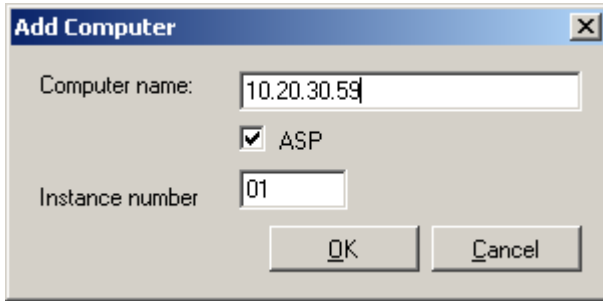 Add Computer
Computer name: 10.20.30.59
ASP
Instance number 01
OK Cancel